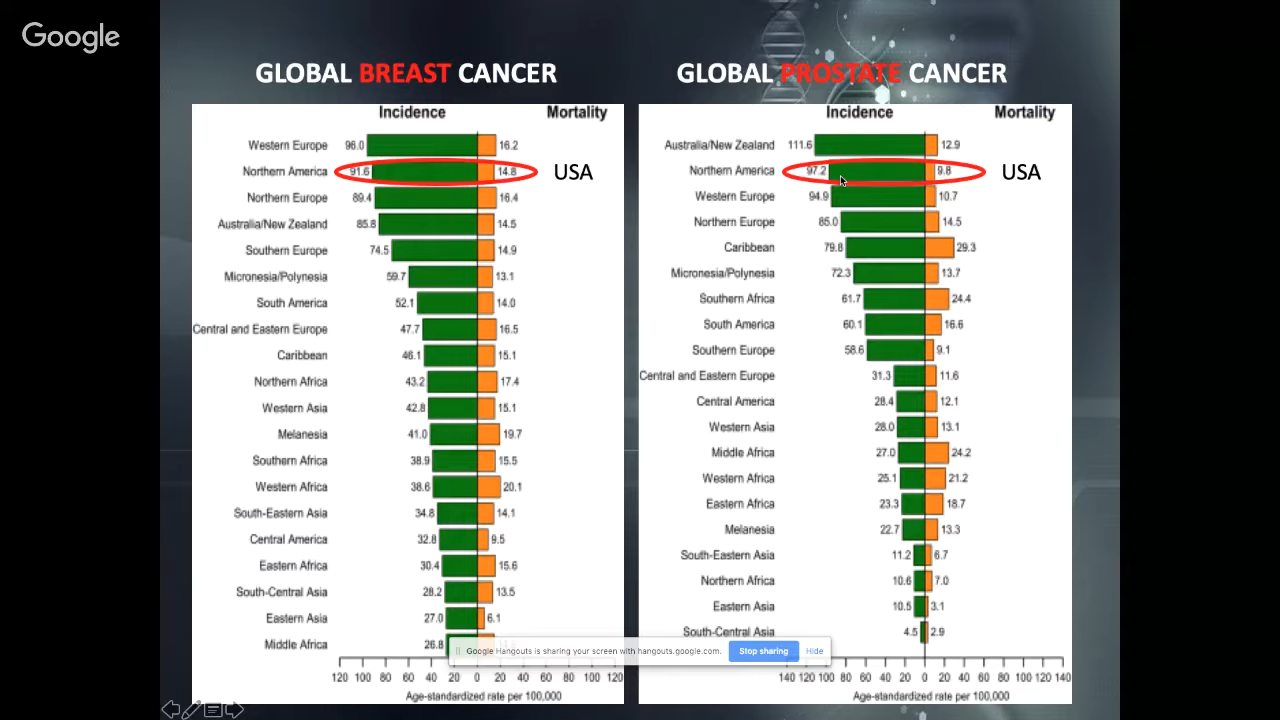 Google
GLOBAL BREAST CANCER
Incidence Mortality
Western Europe 96.0 16.2
Northern America 91.6 14.8 USA
Northern Europe 89.4 16.4
Australia/New Zealand 85.8 14.5
Southern Europe 74.5 14.9
Micronesia/Polynesia 59.7 13.1
South America 52.1 14.0
Central and Eastern Europe 47.7 16.5
Caribbean 46.1 15.1
Northern Africa 43.2 17.4
Western Asia 42.8 15.1
Melanesia 41.0 19.7
Southern Africa 38.9 15.5
Western Africa 38.6 20.1
South-Eastern Asia 34.8 14.1
Central America 32.8 9.5
Eastern Africa 30.4 15.6
South-Central Asia 28.2 13.5
Eastern Asia 27.0 6.1
Middle Africa 26.8
120 100 80 60 40 20 0 20 40 60 80 100 120
Age-standardized rate per 100,000
GLOBAL PROSTATE CANCER
Incidence Mortality
Australia/New Zealand 111.6 12.9
Northern America 97.2 9.8 USA
Western Europe 94.9 10.7
Northern Europe 85.0 14.5
Caribbean 79.8 29.3
Micronesia/Polynesia 72.3 13.7
Southern Africa 61.7 24.4
South America 60.1 16.6
Southern Europe 58.6 9.1
Central and Eastern Europe 31.3 11.6
Central America 28.4 12.1
Western Asia 28.0 13.1
Middle Africa 27.0 24.2
Western Africa 25.1 21.2
Eastern Africa 23.3 18.7
Melanesia 22.7 13.3
South-Eastern Asia 11.2 6.7
Northern Africa 10.6 7.0
Eastern Asia 10.5 3.1
South-Central Asia 4.5 2.9
140 120 100 80 60 40 20 0 20 40 60 80 100 120 140
Age-standardized rate per 100,000
Google Hangouts is sharing your screen with hangouts.google.com. Stop sharing Hide